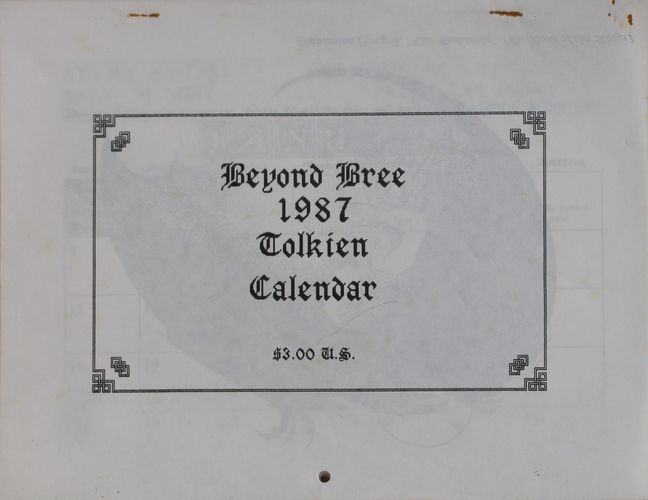 Beyond Bree
1987
Tolkien
Calendar
$3.00 U.S.